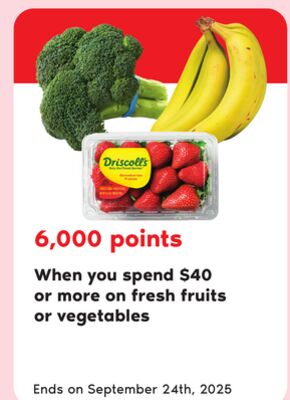 Driscoll's
6,000 points
When you spend $40
or more on fresh fruits
or vegetables
Ends on September 24th, 2025